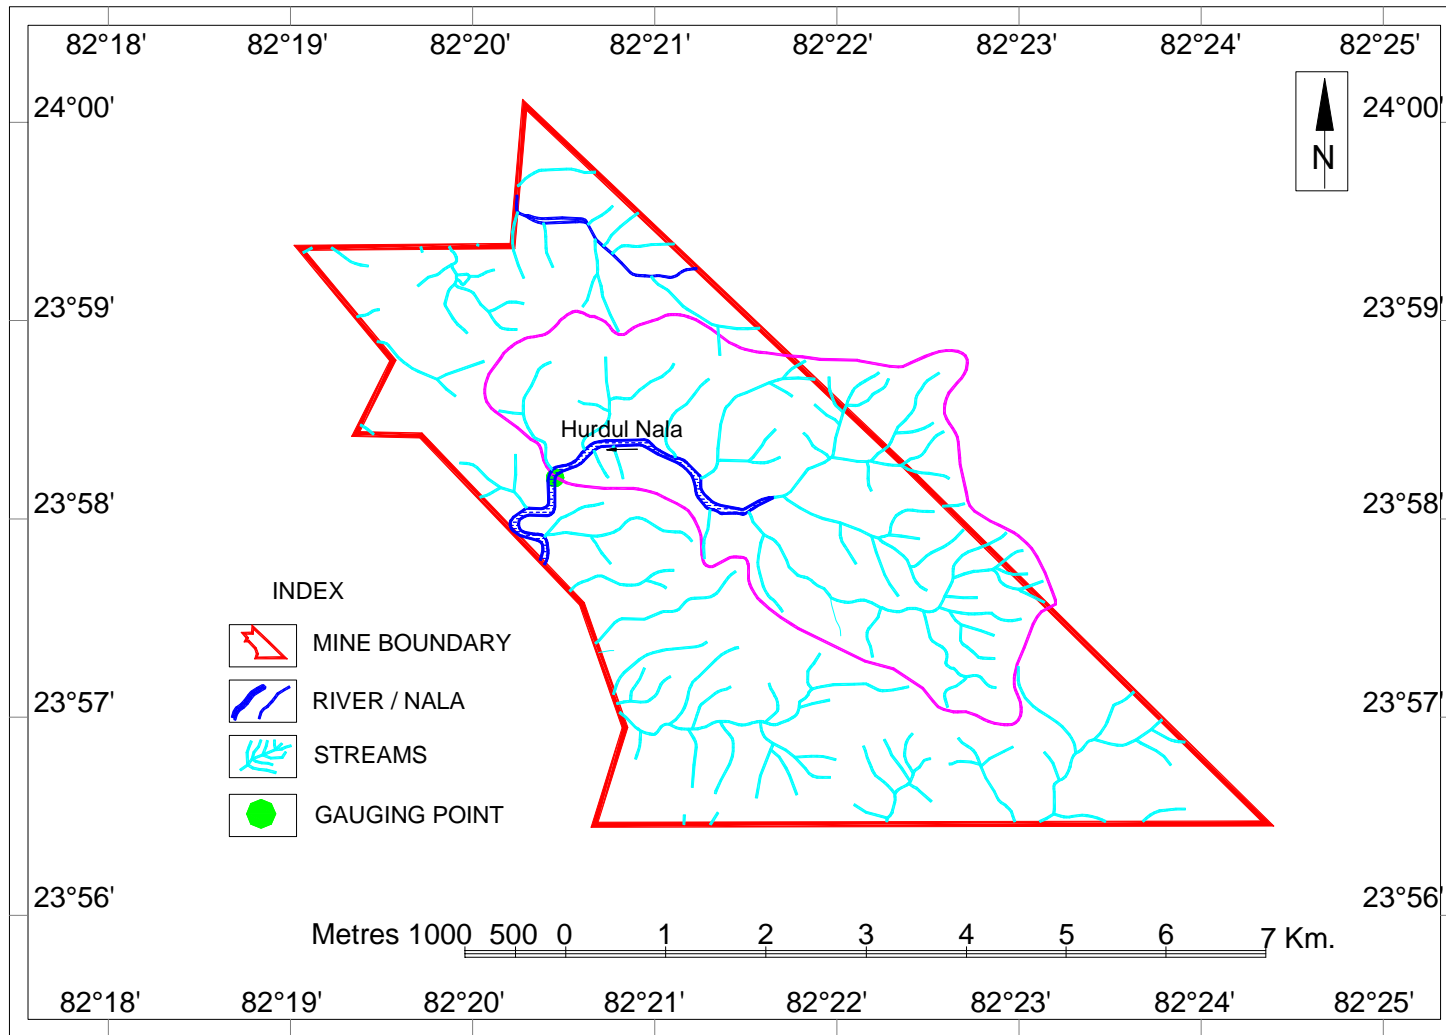 82°18' 82°19' 82°20' 82°21' 82°22' 82°23' 82°24' 82°25'
24°00' 24°00'
N
23°59' 23°59'
Hurdul Nala
23°58' 23°58'
INDEX
MINE BOUNDARY
RIVER / NALA
23°57' 23°57'
STREAMS
GAUGING POINT
23°56' 23°56'
Metres 1000 500 0 1 2 3 4 5 6 7 Km.
82°18' 82°19' 82°20' 82°21' 82°22' 82°23' 82°24' 82°25'